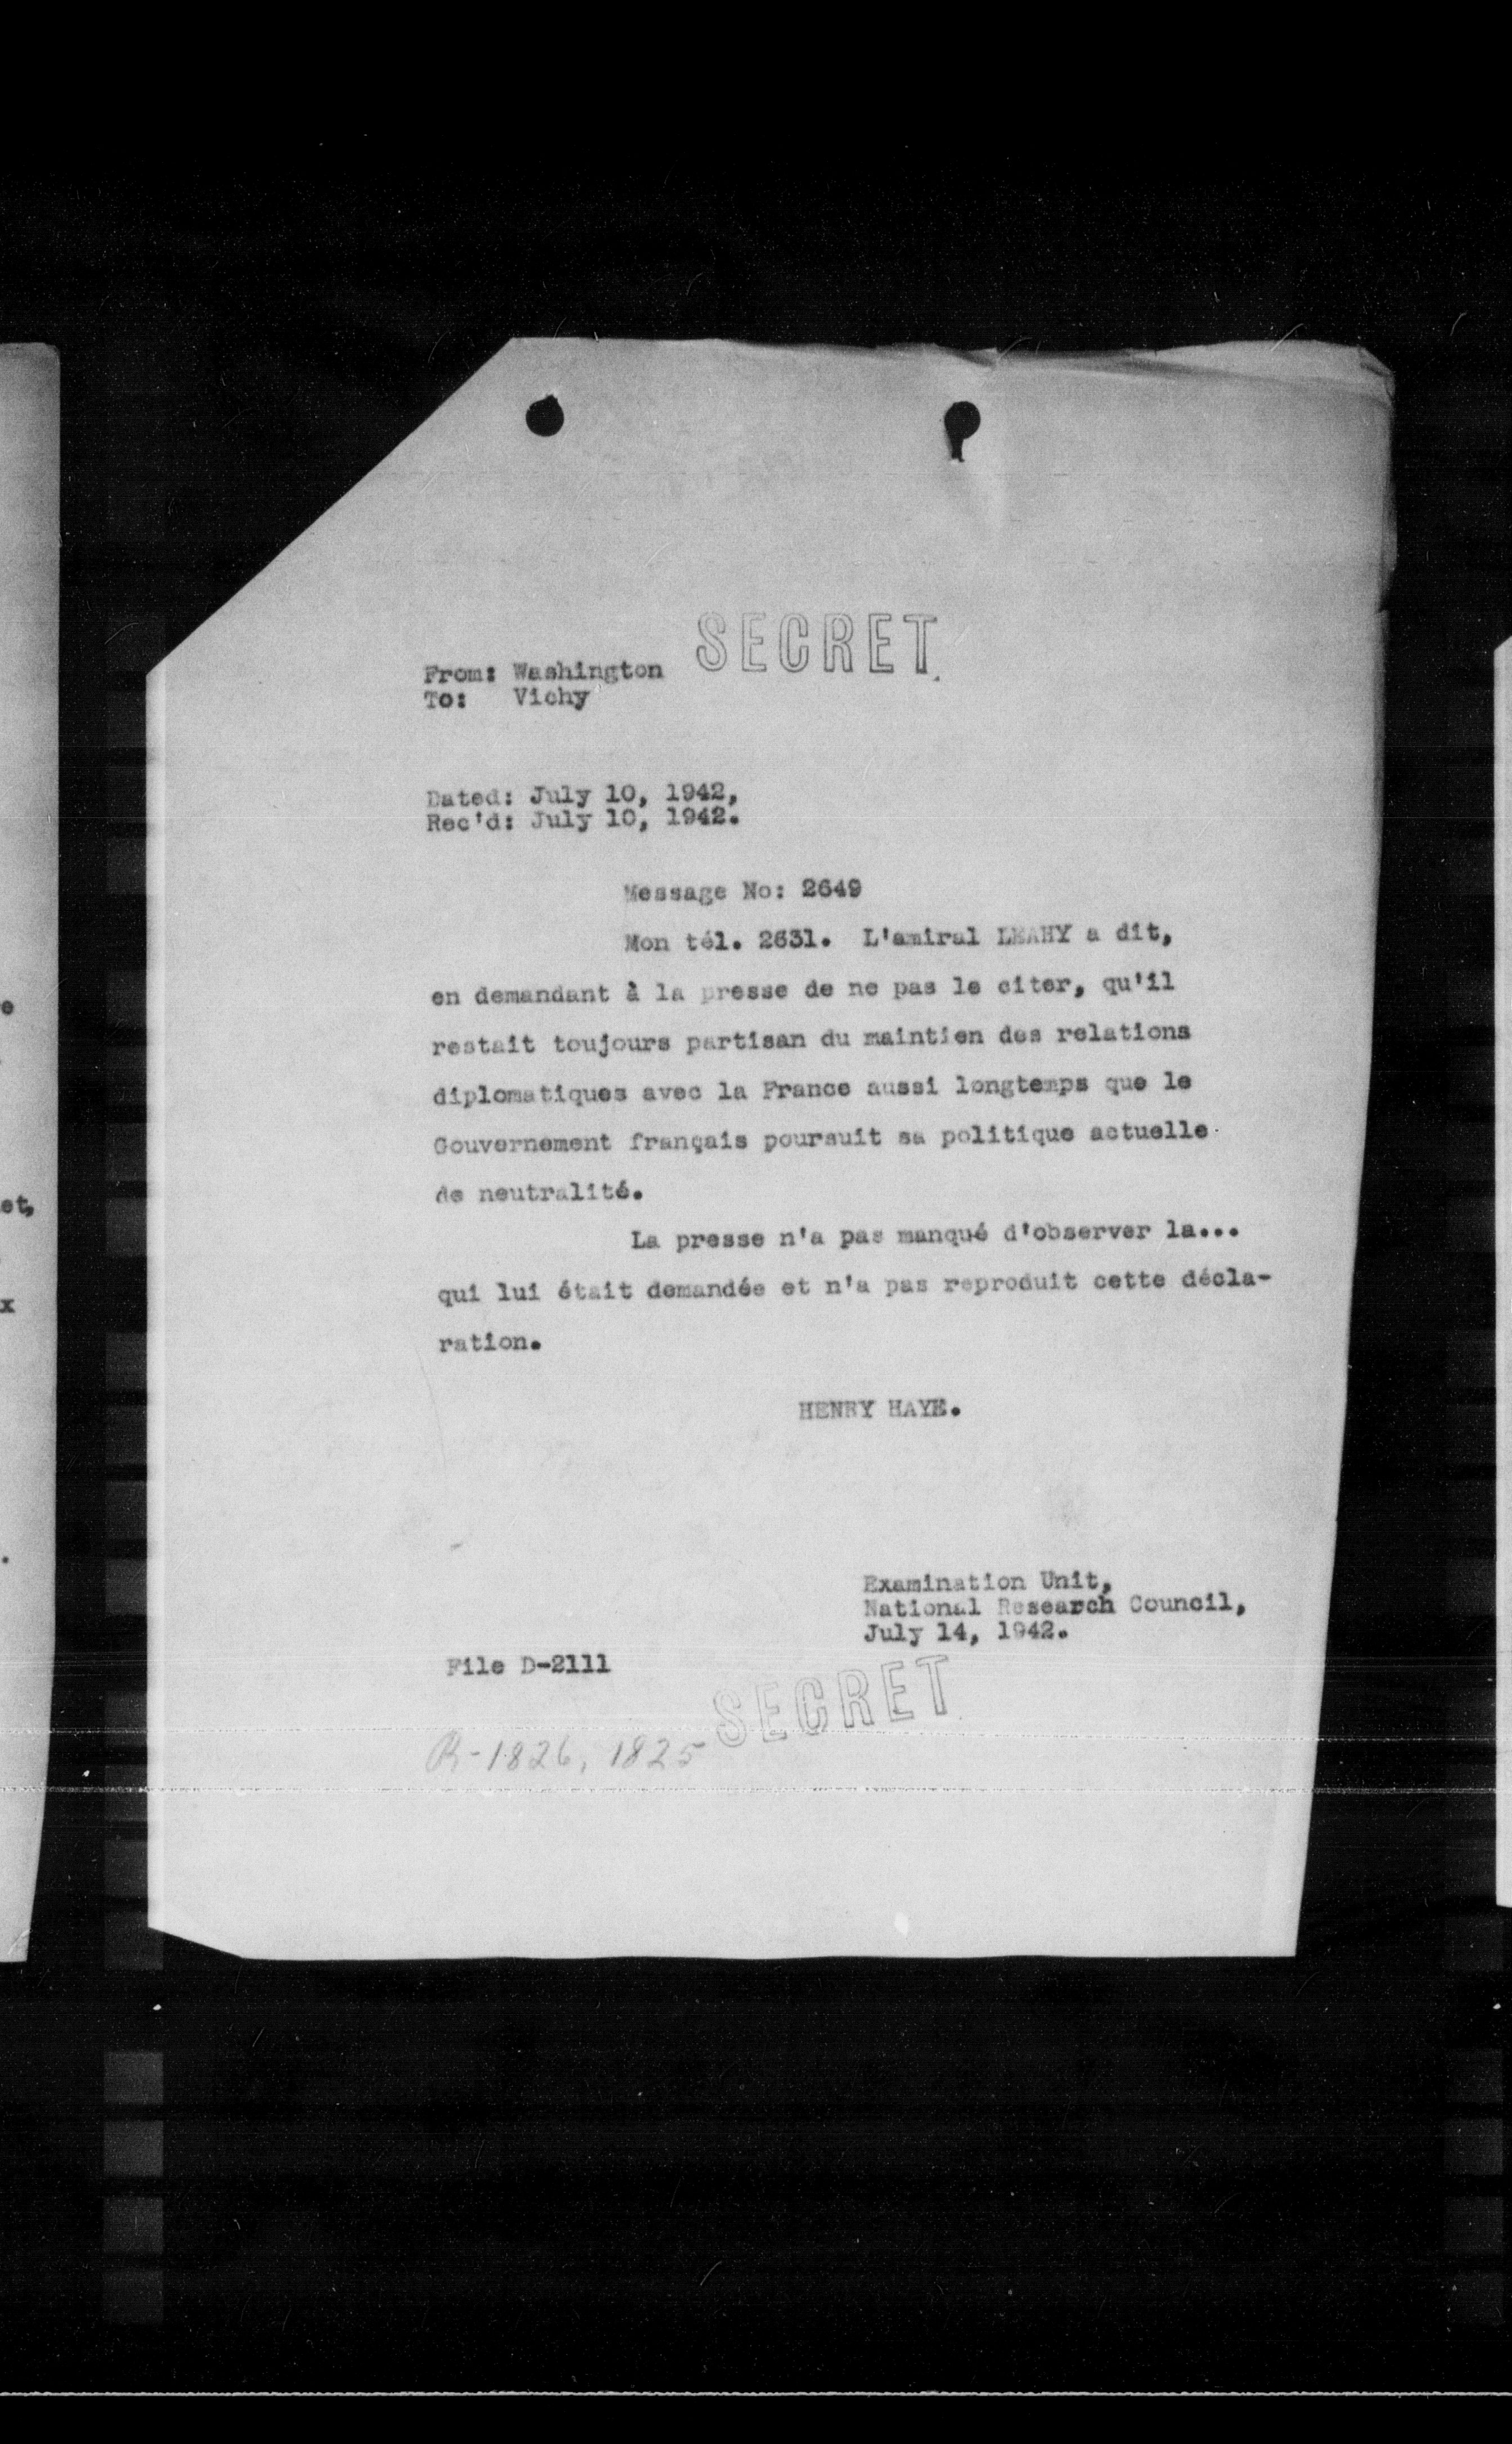 SECRET
From: Washington
To: Vichy
Dated: July 10, 1942,
Rec'd: July 10, 1942.
Message No: 2649
Mon tél. 2631. L'amiral LEAHY a dit,
en demandant à la presse de ne pas le citer, qu'il
restait toujours partisan du maintien des relations
diplomatiques avec la France aussi longtemps que le
Gouvernement français poursuit sa politique actuelle
de neutralité.
La presse n'a pas manqué d'observer la...
qui lui était demandée et n'a pas reproduit cette décla-
ration.
HENRY HAYE.
Examination Unit,
National Research Council,
July 14, 1942.
File D-2111
SECRET
R-1826, 1825
e
et,
x